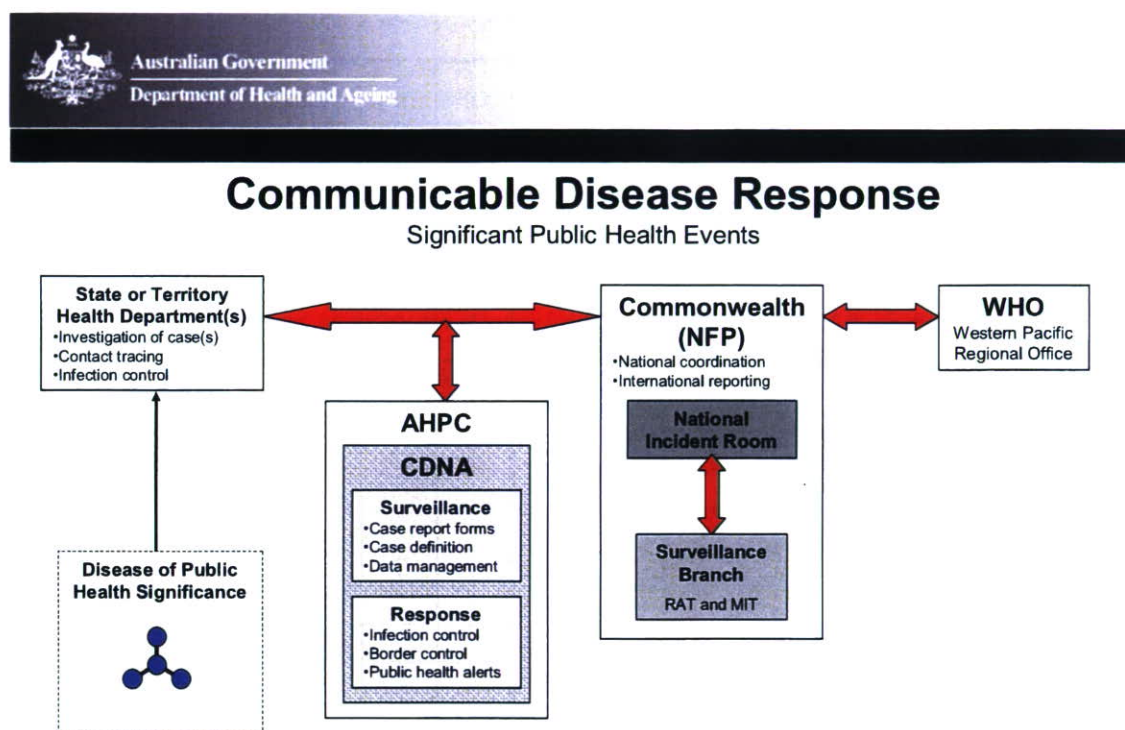 Australian Government
Department of Health and Ageing
Communicable Disease Response
Significant Public Health Events
State or Territory
Health Department(s)
•Investigation of case(s)
•Contact tracing
•Infection control
Commonwealth
(NFP)
•National coordination
•International reporting
National
Incident Room
Surveillance
Branch
RAT and MIT
WHO
Western Pacific
Regional Office
AHPC
CDNA
Surveillance
•Case report forms
•Case definition
•Data management
Response
•Infection control
•Border control
•Public health alerts
Disease of Public
Health Significance